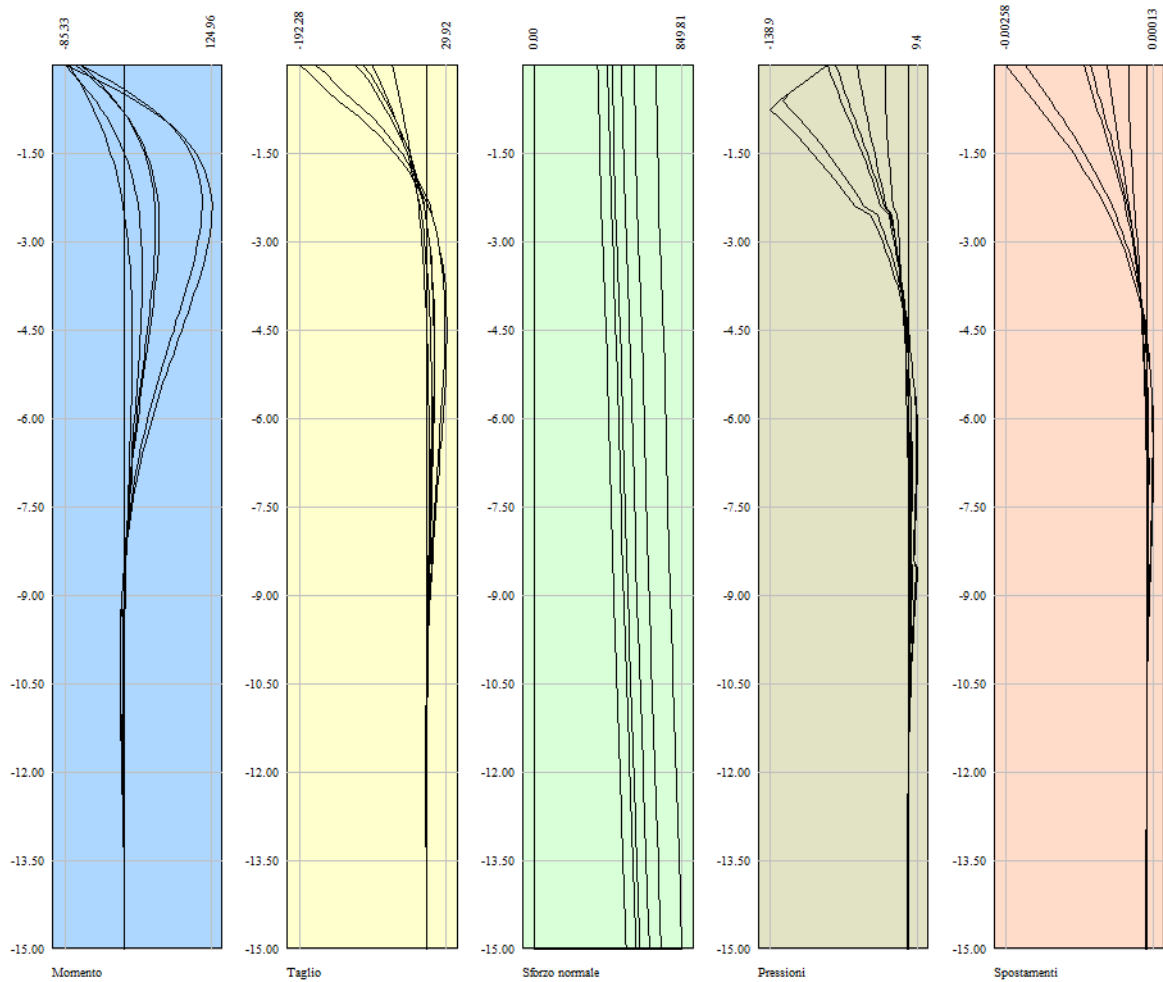 -85.33 124.96 -192.28 29.92 0.00 849.81 -138.9 9.4 -0.00258 0.00013
-1.50 -1.50 -1.50 -1.50 -1.50
-3.00 -3.00 -3.00 -3.00 -3.00
-4.50 -4.50 -4.50 -4.50 -4.50
-6.00 -6.00 -6.00 -6.00 -6.00
-7.50 -7.50 -7.50 -7.50 -7.50
-9.00 -9.00 -9.00 -9.00 -9.00
-10.50 -10.50 -10.50 -10.50 -10.50
-12.00 -12.00 -12.00 -12.00 -12.00
-13.50 -13.50 -13.50 -13.50 -13.50
-15.00 -15.00 -15.00 -15.00 -15.00
Momento Taglio Sforzo normale Pressioni Spostamenti